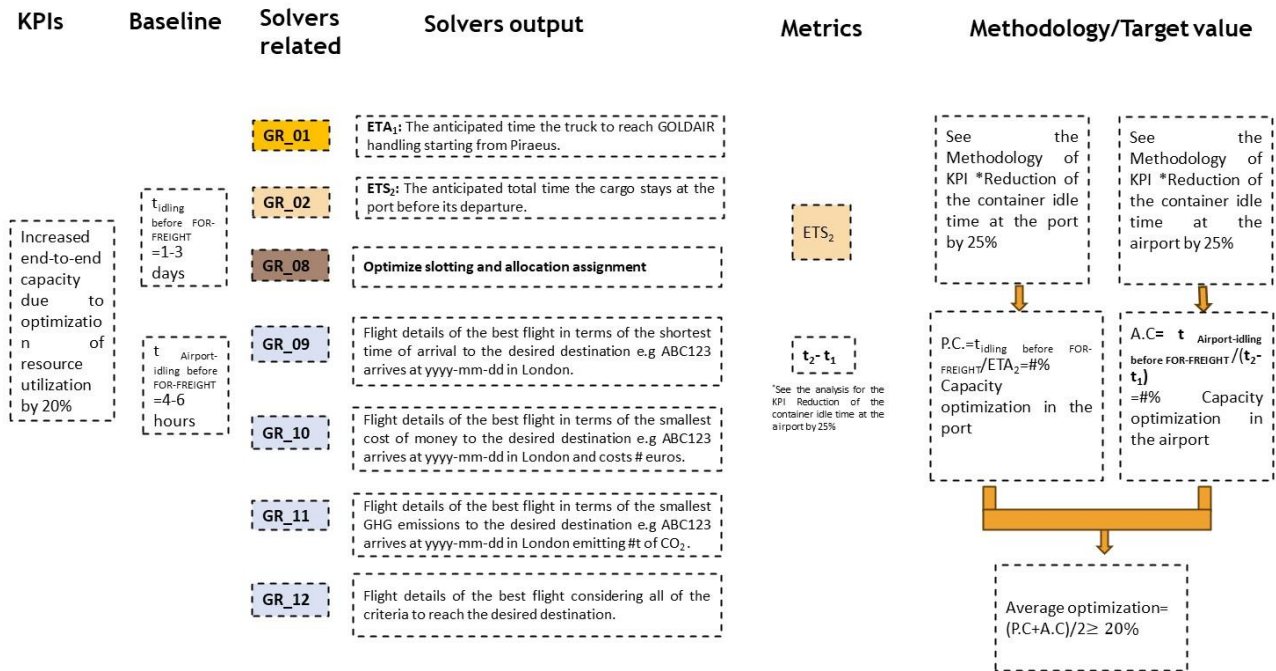 KPIs
Baseline
Solvers
related
Solvers output
Metrics
Methodology/Target value
Increased
end-to-end
capacity
due to
optimizatio
n of
resource
utilization
by 20%
tidling
before FOR-
FREIGHT
=1-3
days
t Airport-
idling before
FOR-FREIGHT
=4-6
hours
GR_01
ETA1: The anticipated time the truck to reach GOLDAIR
handling starting from Piraeus.
GR_02
ETS2: The anticipated total time the cargo stays at the
port before its departure.
GR_08
Optimize slotting and allocation assignment
GR_09
Flight details of the best flight in terms of the shortest
time of arrival to the desired destination e.g ABC123
arrives at yyyy-mm-dd in London.
GR_10
Flight details of the best flight in terms of the smallest
cost of money to the desired destination e.g ABC123
arrives at yyyy-mm-dd in London and costs # euros.
GR_11
Flight details of the best flight in terms of the smallest
GHG emissions to the desired destination e.g ABC123
arrives at yyyy-mm-dd in London emitting #t of CO2.
GR_12
Flight details of the best flight considering all of the
criteria to reach the desired destination.
ETS2
t2- t1
*See the analysis for the
KPI Reduction of the
container idle time at the
airport by 25%
See the
Methodology of
KPI *Reduction of
the container idle
time at the port
by 25%
See the
Methodology of
KPI *Reduction of
the container idle
time at the
airport by 25%
P.C.=tidling before FOR-
FREIGHT/ETA2=#%
Capacity
optimization in the
port
A.C= t Airport-idling
before FOR-FREIGHT/(t2-
t1)
=#% Capacity
optimization in
the airport
Average optimization=
(P.C+A.C)/2≥ 20%